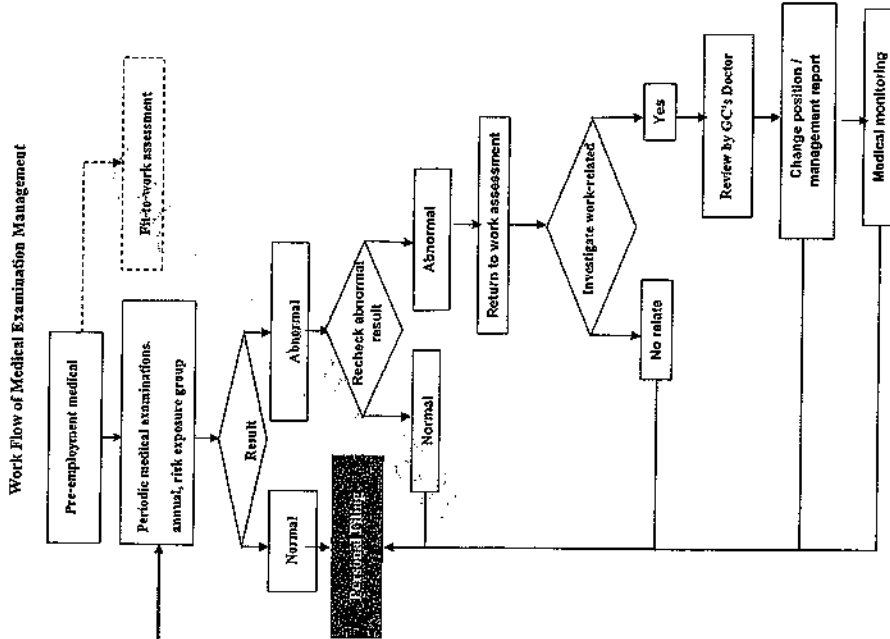 Work Flow of Medical Examination Management
Pre-employment medical
Fit-to-work assessment
Periodic medical axaminations.
annual, risk exposure group
Result
Normal
Abnormal
Personal Filing
Recheck abnormal
result
Normal
Abnormal
Return to work assessment
Investigate work-related
No relate
Yes
Review by GC's Doctor
Change position /
management report
Medical monitoring